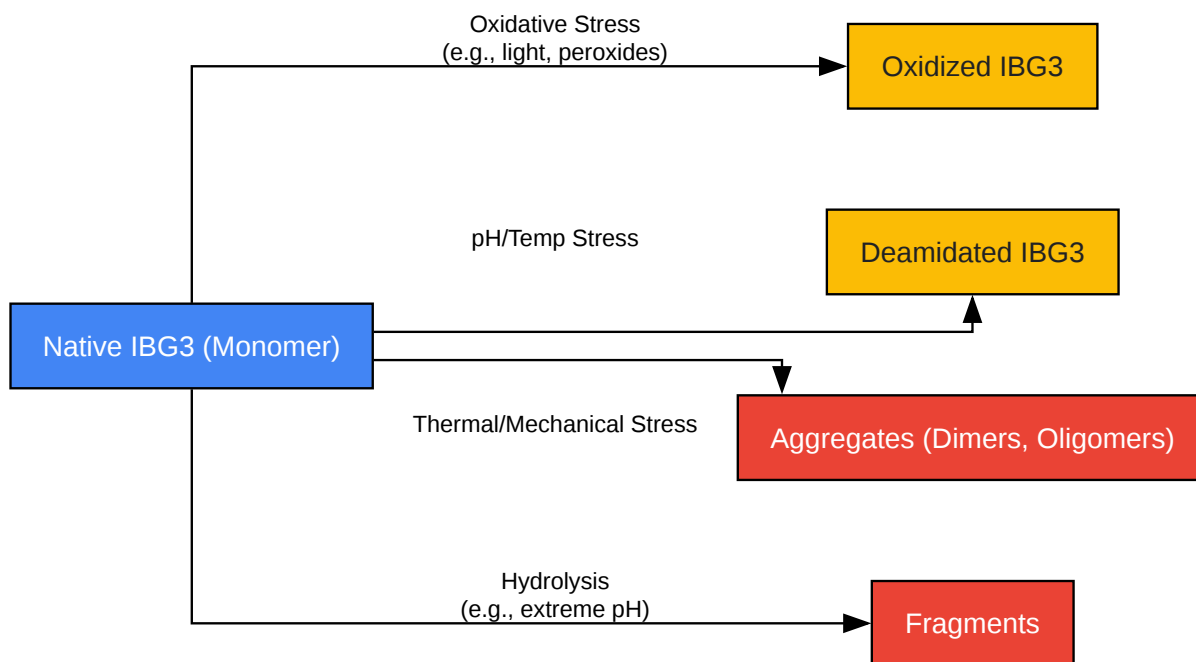 Oxidative Stress
(e.g., light, peroxides)
Oxidized IBG3
pH/Temp Stress
Deamidated IBG3
Native IBG3 (Monomer)
Thermal/Mechanical Stress
Aggregates (Dimers, Oligomers)
Hydrolysis
(e.g., extreme pH)
Fragments